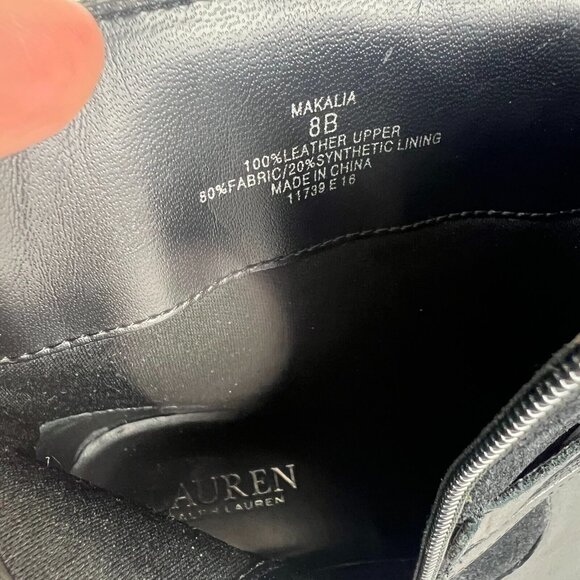 MAKALIA
8B
100%LEATHER UPPER
80%FABRIC/20%SYNTHETIC LINING
MADE IN CHINA
11739 E 16
LAUREN
RALPH LAUREN